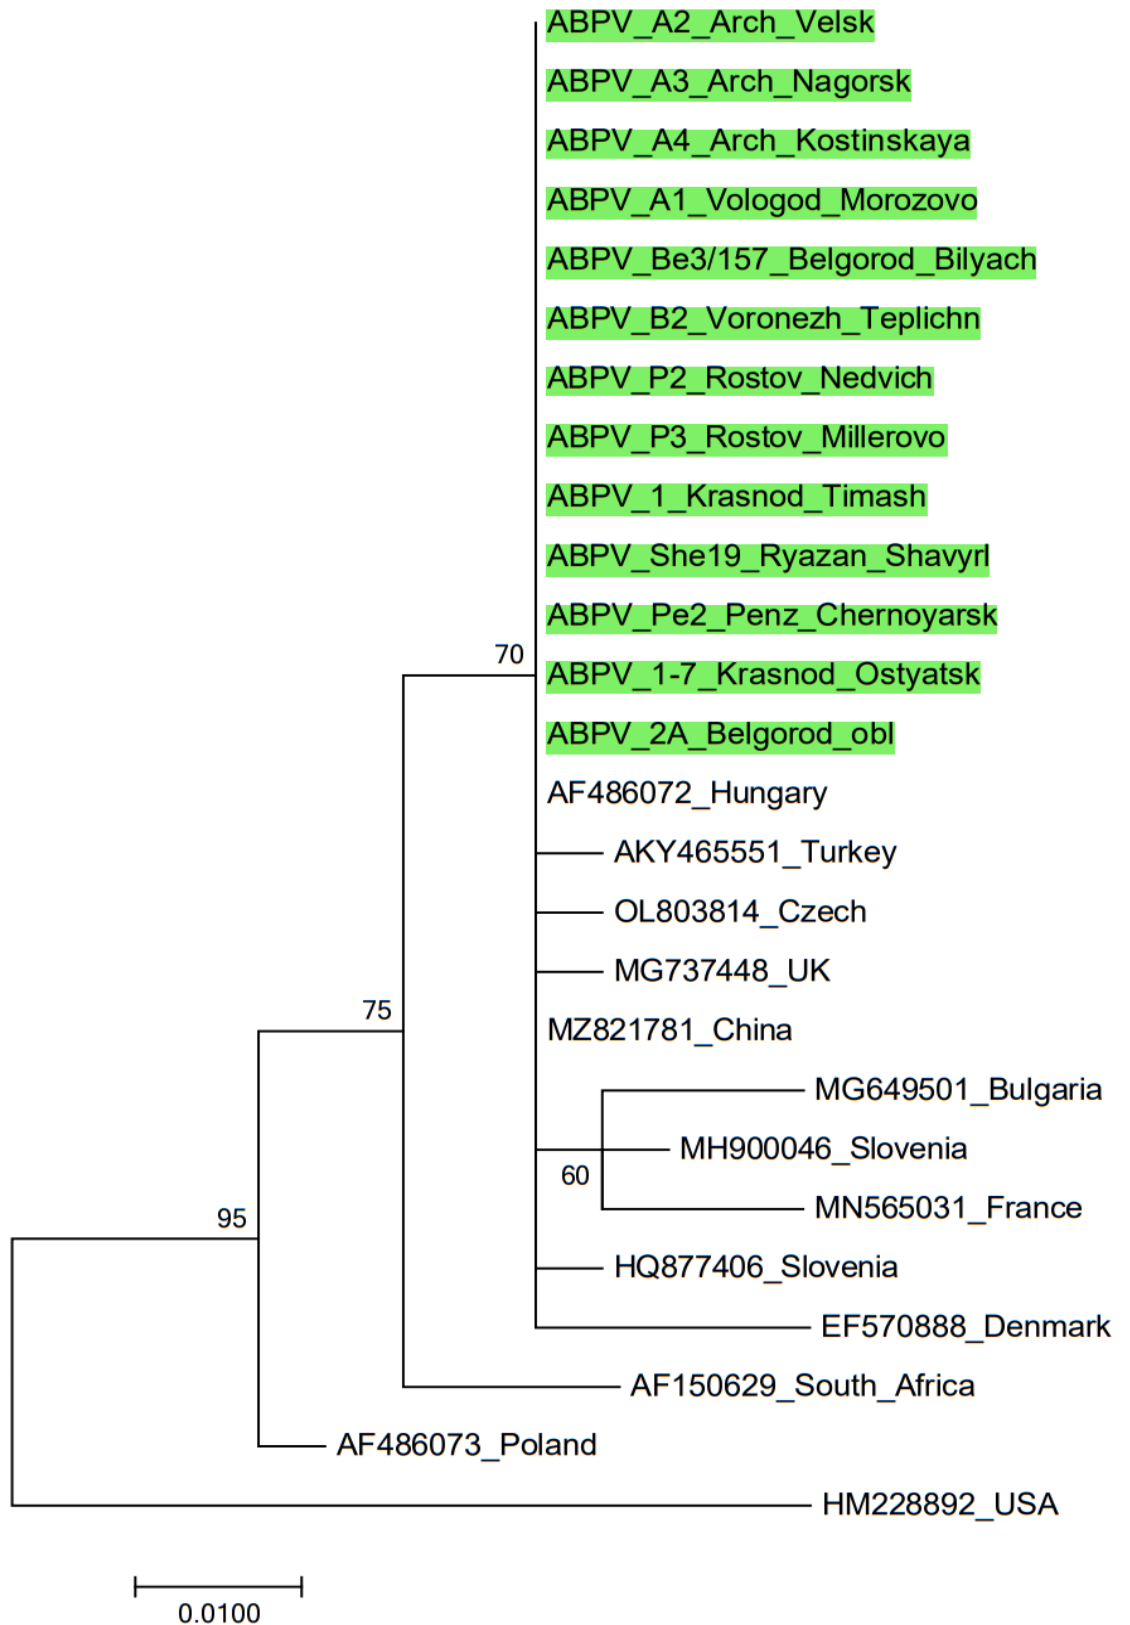 ABPV_A2_Arch_Velsk
ABPV_A3_Arch_Nagorsk
ABPV_A4_Arch_Kostinskaya
ABPV_A1_Vologod_Morozovo
ABPV_Be3/157_Belgorod_Bilyach
ABPV_B2_Voronezh_Teplichn
ABPV_P2_Rostov_Nedvich
ABPV_P3_Rostov_Millerovo
ABPV_1_Krasnod_Timash
ABPV_She19_Ryazan_Shavyrl
ABPV_Pe2_Penz_Chernoyarsk
70
ABPV_1-7_Krasnod_Ostyatsk
ABPV_2A_Belgorod_obl
AF486072_Hungary
AKY465551_Turkey
OL803814_Czech
MG737448_UK
75
MZ821781_China
MG649501_Bulgaria
MH900046_Slovenia
60
MN565031_France
95
HQ877406_Slovenia
EF570888_Denmark
AF150629_South_Africa
AF486073_Poland
HM228892_USA
0.0100